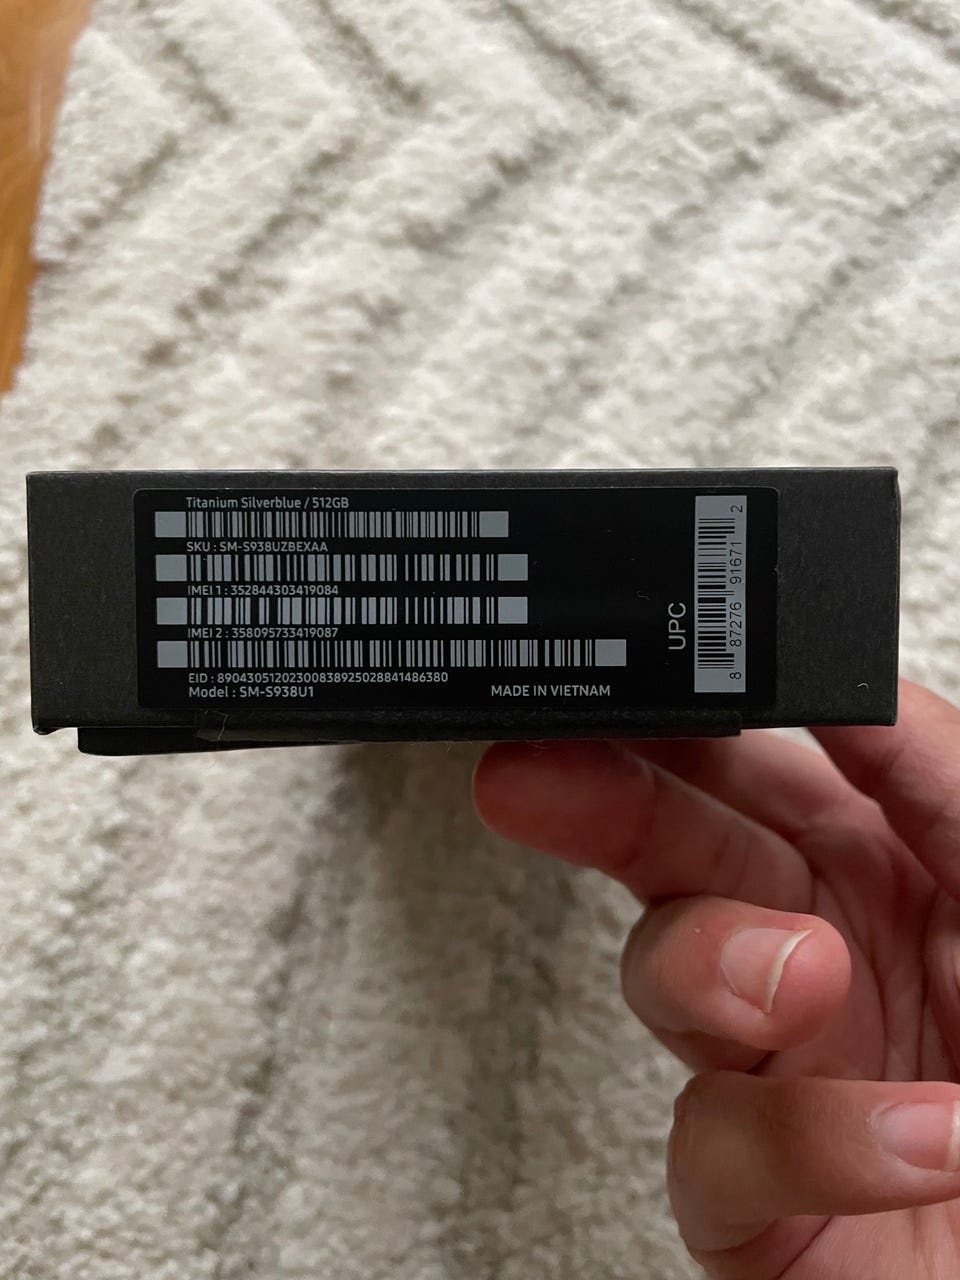 Titanium Silverblue / 512GB
SKU : SM-S938UZBEXAA
IMEI 1 : 352844303419084
IMEI 2 : 358095733419087
EID : 89043051202300838925028841486380
Model : SM-S938U1
MADE IN VIETNAM
UPC
8 87276 91671 2